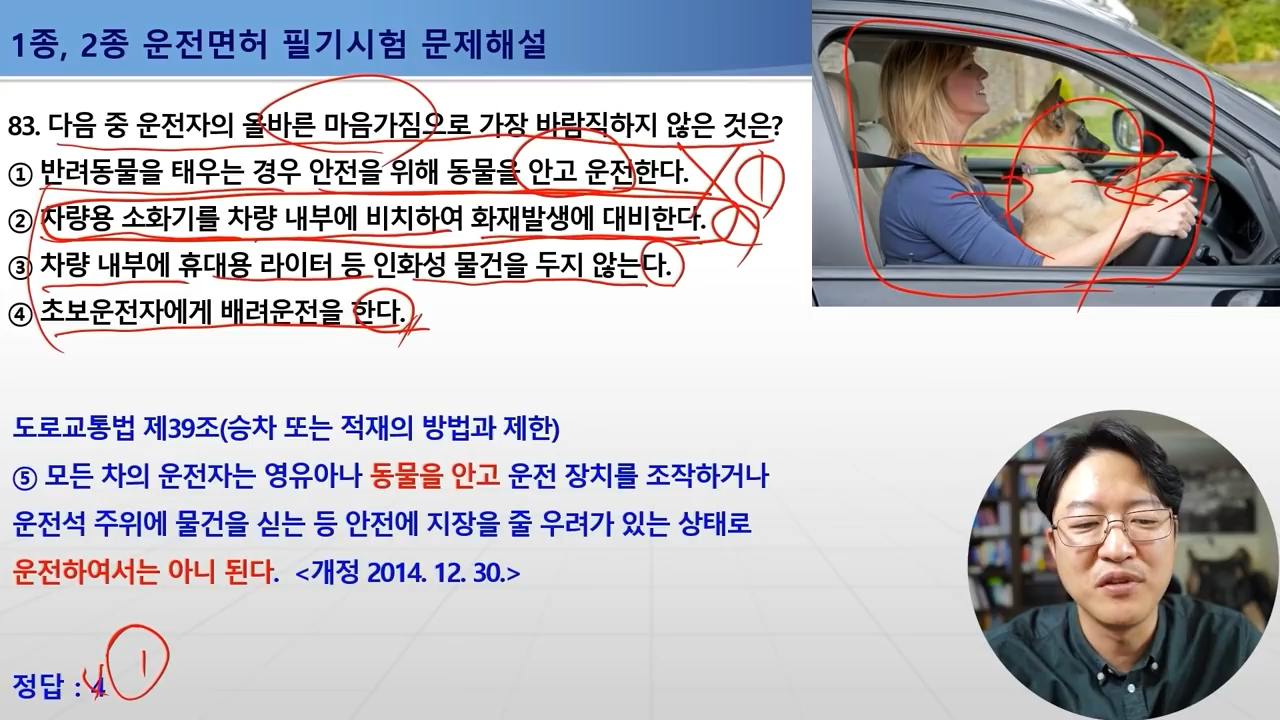 1종, 2종 운전면허 필기시험 문제해설
83. 다음 중 운전자의 올바른 마음가짐으로 가장 바람직하지 않은 것은?
① 반려동물을 태우는 경우 안전을 위해 동물을 안고 운전한다.
② 차량용 소화기를 차량 내부에 비치하여 화재발생에 대비한다.
③ 차량 내부에 휴대용 라이터 등 인화성 물건을 두지 않는다.
④ 초보운전자에게 배려운전을 한다.
1
도로교통법 제39조(승차 또는 적재의 방법과 제한)
⑤ 모든 차의 운전자는 영유아나 동물을 안고 운전 장치를 조작하거나
운전석 주위에 물건을 싣는 등 안전에 지장을 줄 우려가 있는 상태로
운전하여서는 아니 된다. <개정 2014. 12. 30.>
정답 : 4 1